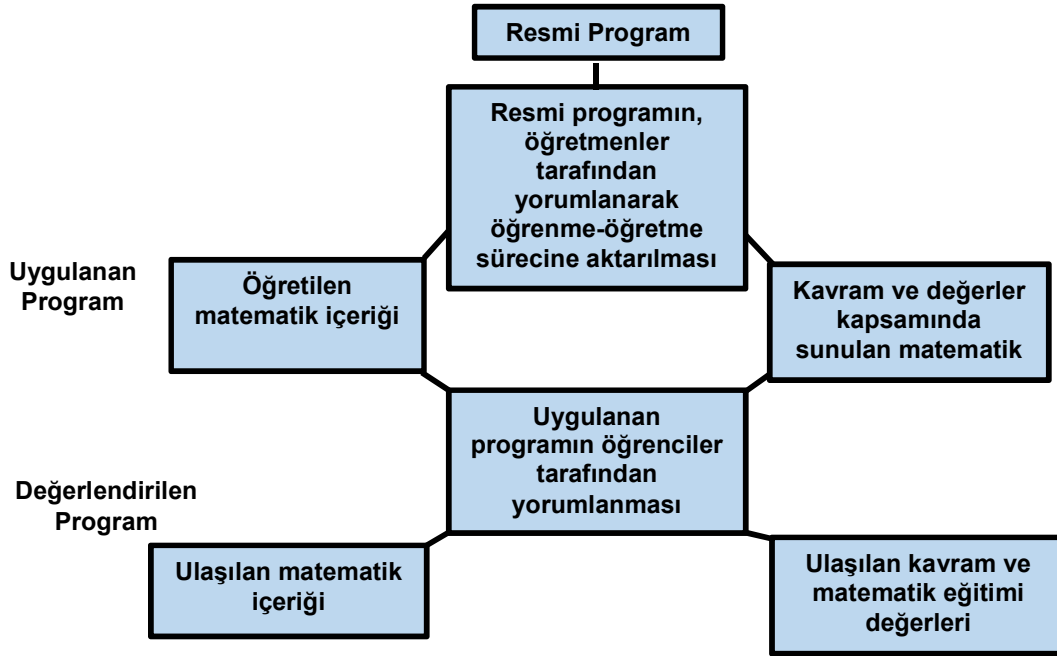 Resmi Program
Resmi programın,
öğretmenler
tarafından
yorumlanarak
öğrenme-öğretme
sürecine aktarılması
Uygulanan
Program
Öğretilen
matematik içeriği
Kavram ve değerler
kapsamında
sunulan matematik
Uygulanan
programın öğrenciler
tarafından
yorumlanması
Değerlendirilen
Program
Ulaşılan matematik
içeriği
Ulaşılan kavram ve
matematik eğitimi
değerleri